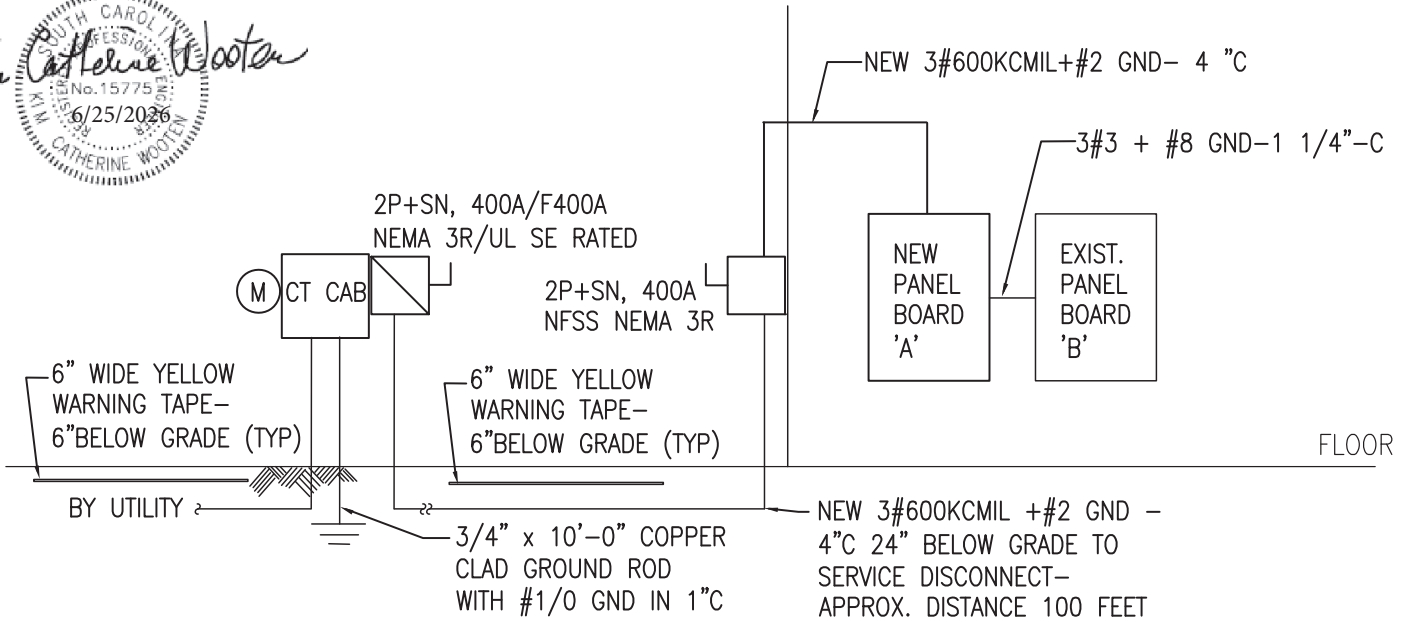 SOUTH CAROLINA
Catherine Wooten
REGISTERED PROFESSIONAL ENGINEER
No.15775
6/25/2026
KIM CATHERINE WOOTEN
NEW 3#600KCMIL+#2 GND- 4 "C
3#3 + #8 GND-1 1/4"-C
2P+SN, 400A/F400A
NEMA 3R/UL SE RATED
M
CT CAB
2P+SN, 400A
NFSS NEMA 3R
NEW
PANEL
BOARD
'A'
EXIST.
PANEL
BOARD
'B'
6" WIDE YELLOW
WARNING TAPE-
6"BELOW GRADE (TYP)
6" WIDE YELLOW
WARNING TAPE-
6"BELOW GRADE (TYP)
FLOOR
BY UTILITY
3/4" x 10'-0" COPPER
CLAD GROUND ROD
WITH #1/0 GND IN 1"C
NEW 3#600KCMIL +#2 GND -
4"C 24" BELOW GRADE TO
SERVICE DISCONNECT-
APPROX. DISTANCE 100 FEET